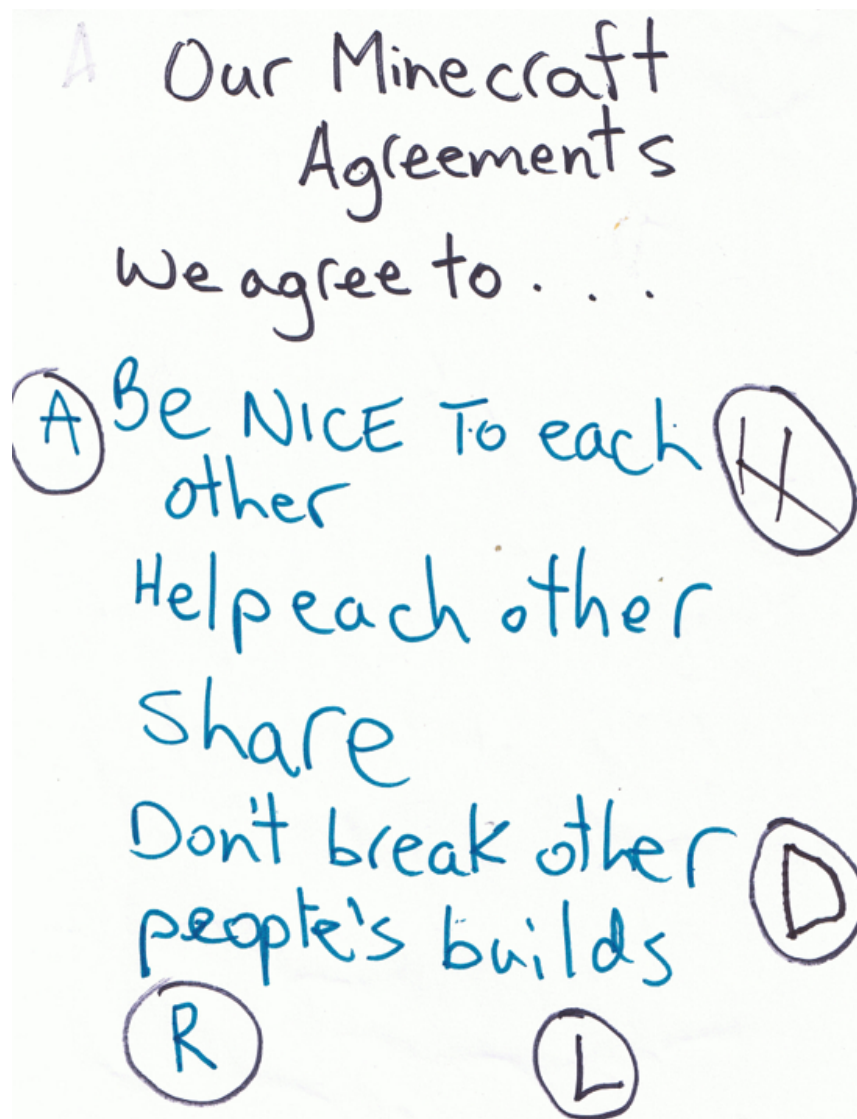 A Our Minecraft
Agreements
We agree to . . .
A Be NICE To each H
other
Help each other
Share
Don't break other D
people's builds
R L